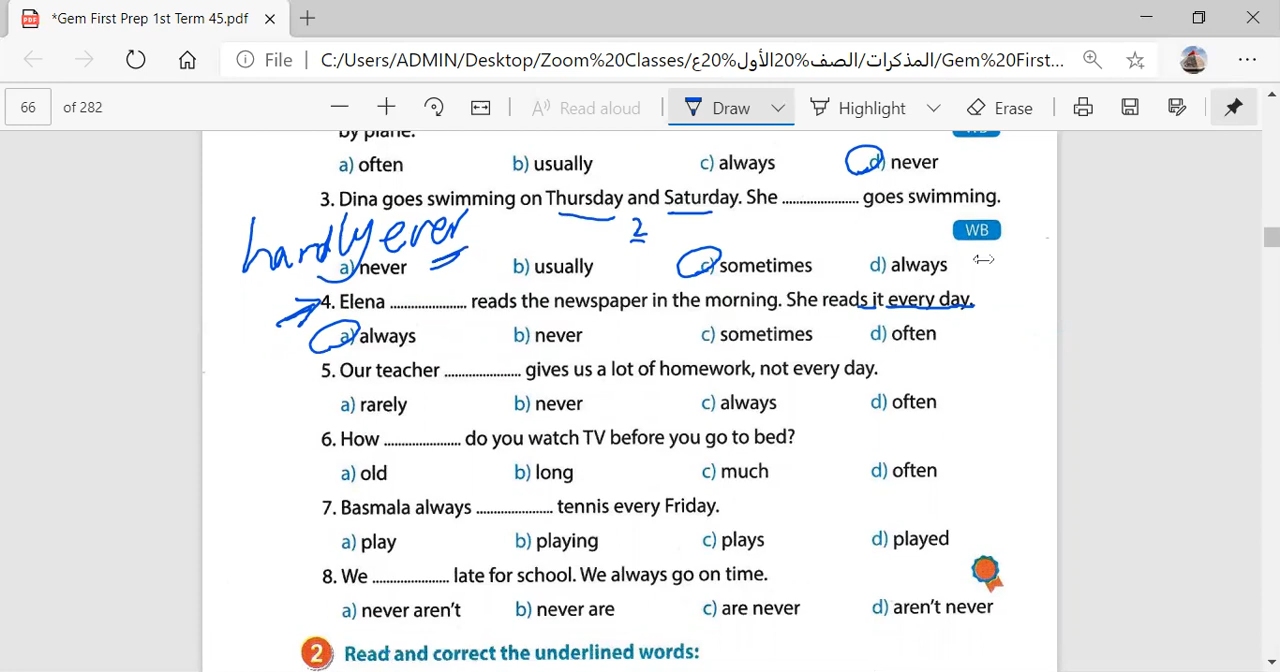 *Gem First Prep 1st Term 45.pdf
File C:/Users/ADMIN/Desktop/Zoom%20Classes/المذكرات/الصف%20الأول%20ع/Gem%20First...
66 of 282 Read aloud Draw Highlight Erase
by plane. WB
a) often b) usually c) always d) never
3. Dina goes swimming on Thursday and Saturday. She .................... goes swimming.
2
hardly ever
WB
a) never b) usually c) sometimes d) always
4. Elena .................... reads the newspaper in the morning. She reads it every day.
a) always b) never c) sometimes d) often
5. Our teacher .................... gives us a lot of homework, not every day.
a) rarely b) never c) always d) often
6. How .................... do you watch TV before you go to bed?
a) old b) long c) much d) often
7. Basmala always .................... tennis every Friday.
a) play b) playing c) plays d) played
8. We .................... late for school. We always go on time.
a) never aren't b) never are c) are never d) aren't never
2 Read and correct the underlined words: